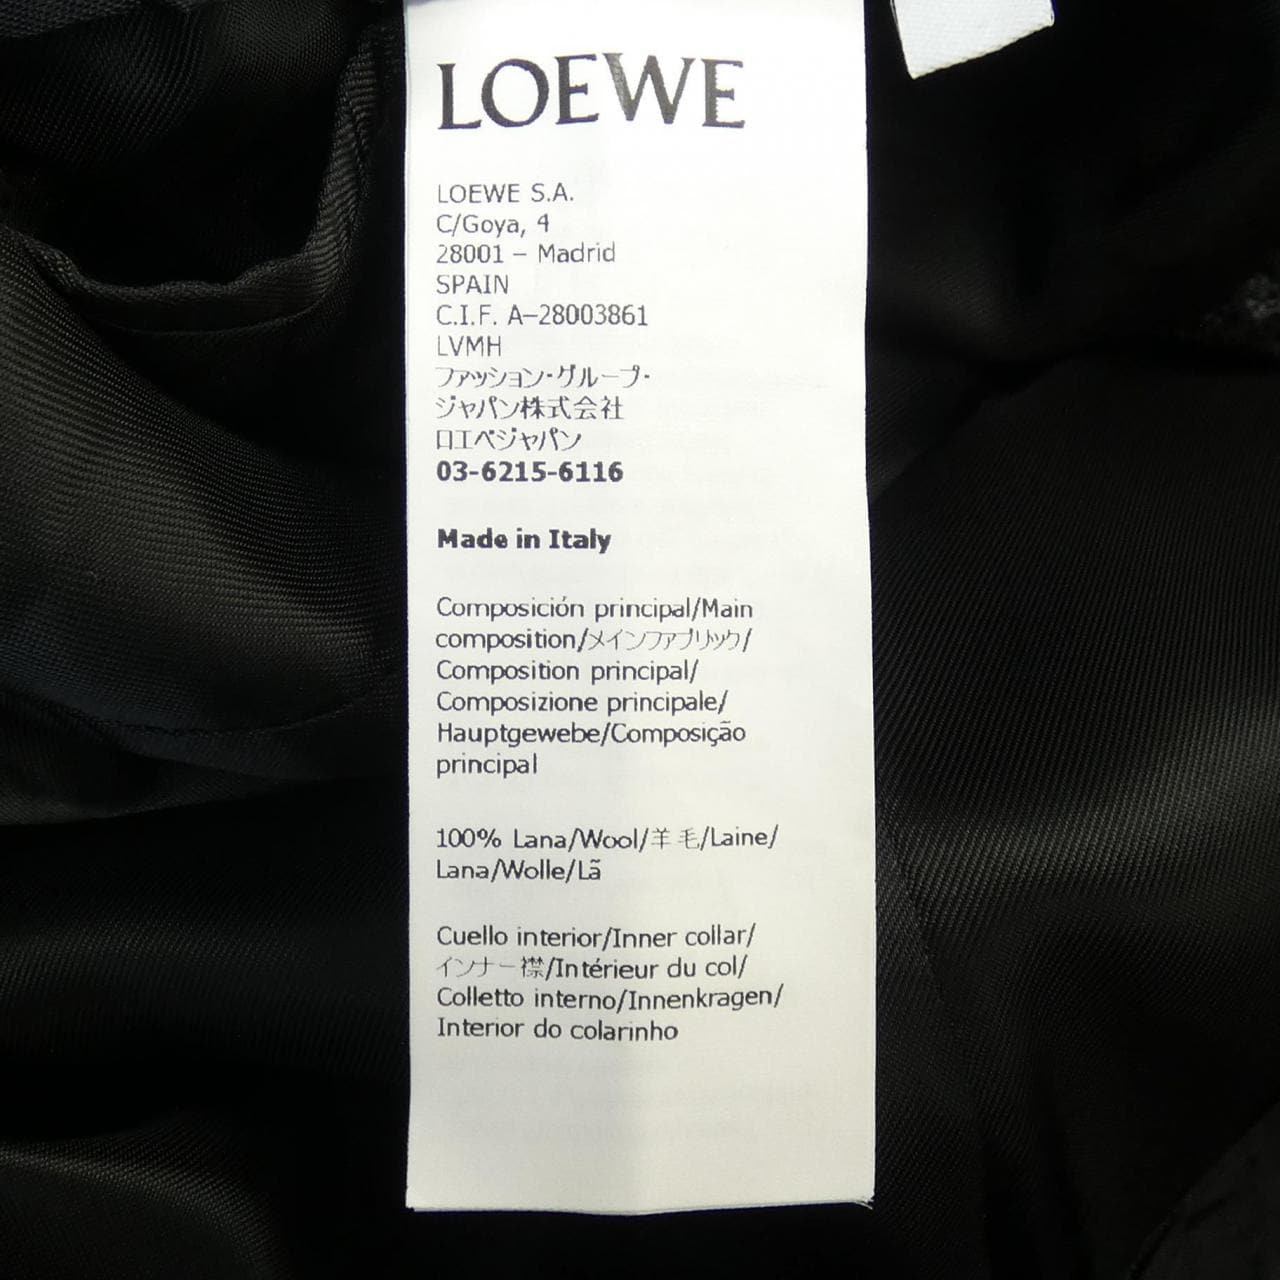 LOEWE
LOEWE S.A.
C/Goya, 4
28001 – Madrid
SPAIN
C.I.F. A–28003861
LVMH
ファッション・グループ・
ジャパン株式会社
ロエベジャパン
03-6215-6116
Made in Italy
Composición principal/Main
composition/メインファブリック/
Composition principal/
Composizione principale/
Hauptgewebe/Composição
principal
100% Lana/Wool/羊毛/Laine/
Lana/Wolle/Lã
Cuello interior/Inner collar/
インナー襟/Intérieur du col/
Colletto interno/Innenkragen/
Interior do colarinho